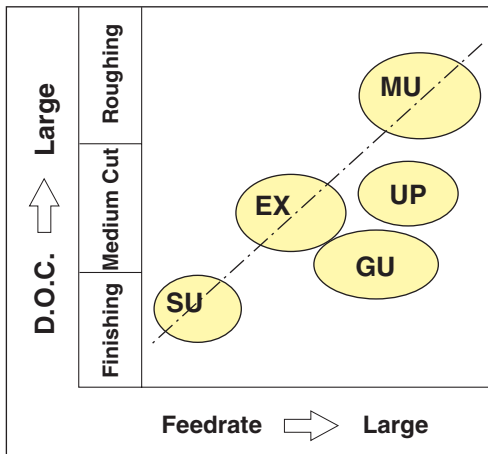 D.O.C. Large
Roughing
Medium Cut
Finishing
MU
EX
UP
GU
SU
Feedrate Large